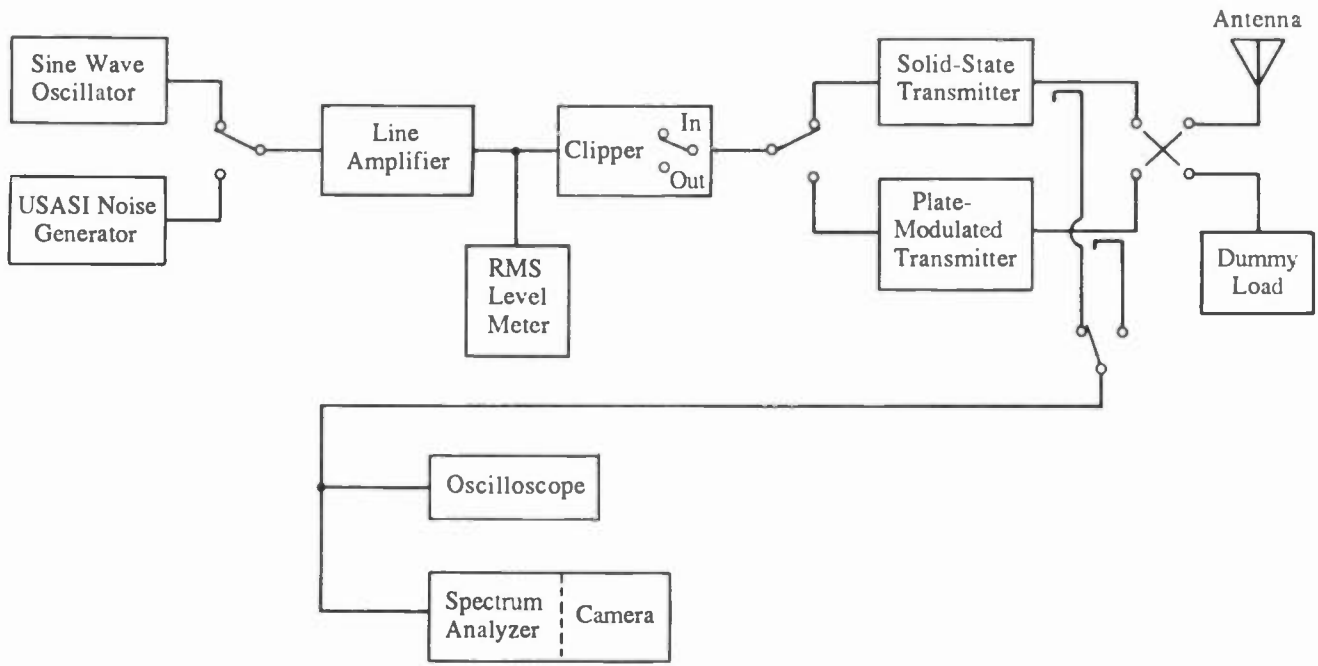 Antenna
Sine Wave
Oscillator
Solid-State
Transmitter
Line
Amplifier
Clipper
In
Out
USASI Noise
Generator
Plate-
Modulated
Transmitter
RMS
Level
Meter
Dummy
Load
Oscilloscope
Spectrum
Analyzer
Camera